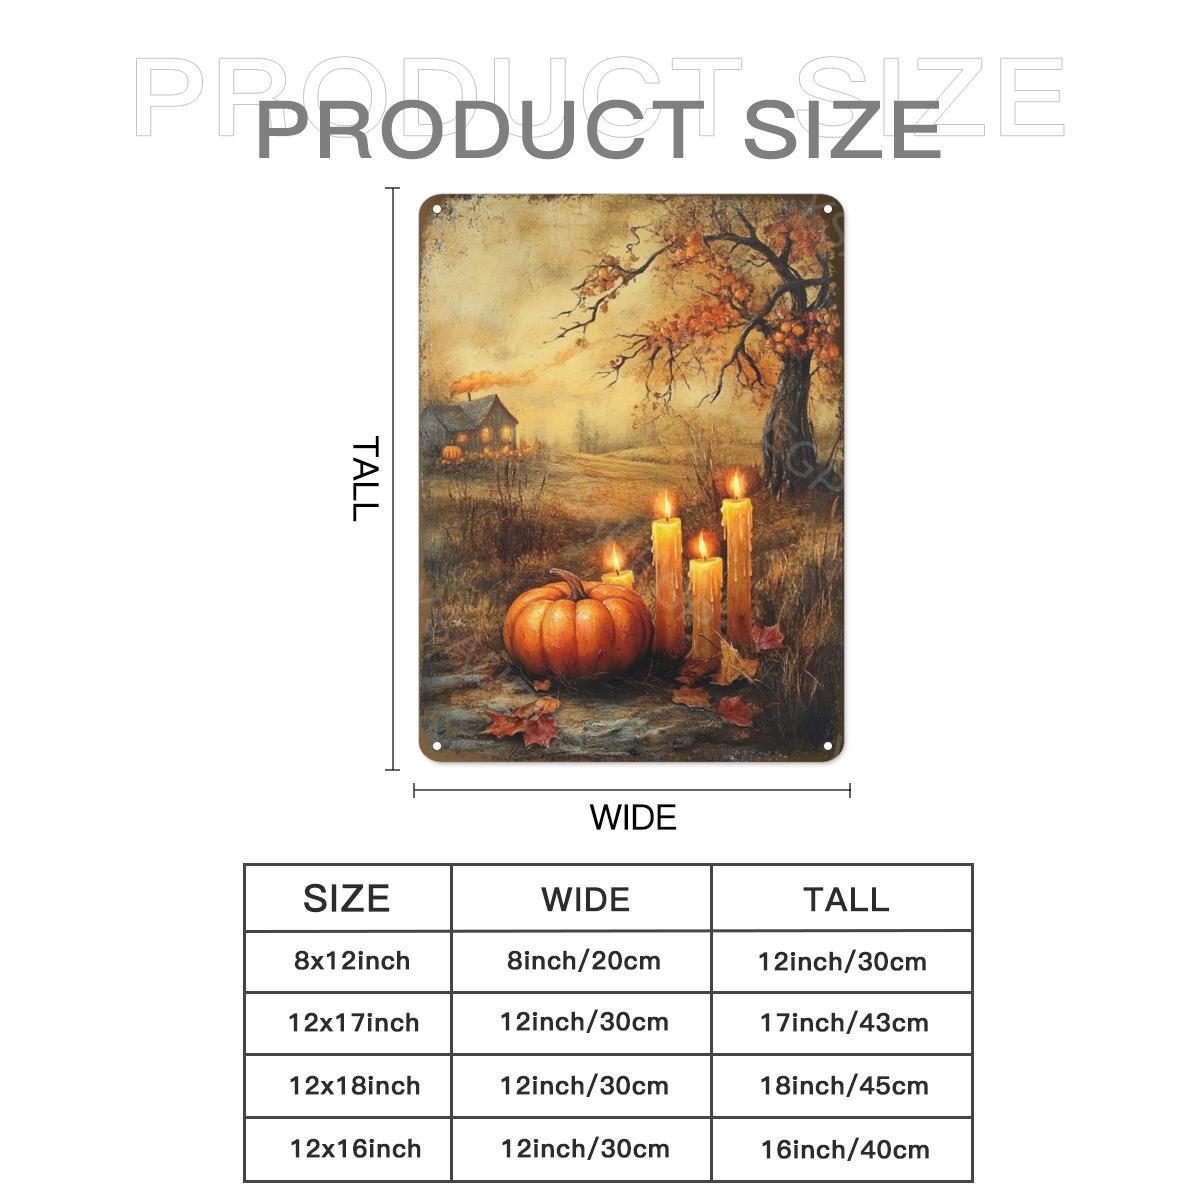 PRODUCT SIZE
PRODUCT SIZE
TALL
WIDE
SIZE WIDE TALL
8x12inch 8inch/20cm 12inch/30cm
12x17inch 12inch/30cm 17inch/43cm
12x18inch 12inch/30cm 18inch/45cm
12x16inch 12inch/30cm 16inch/40cm